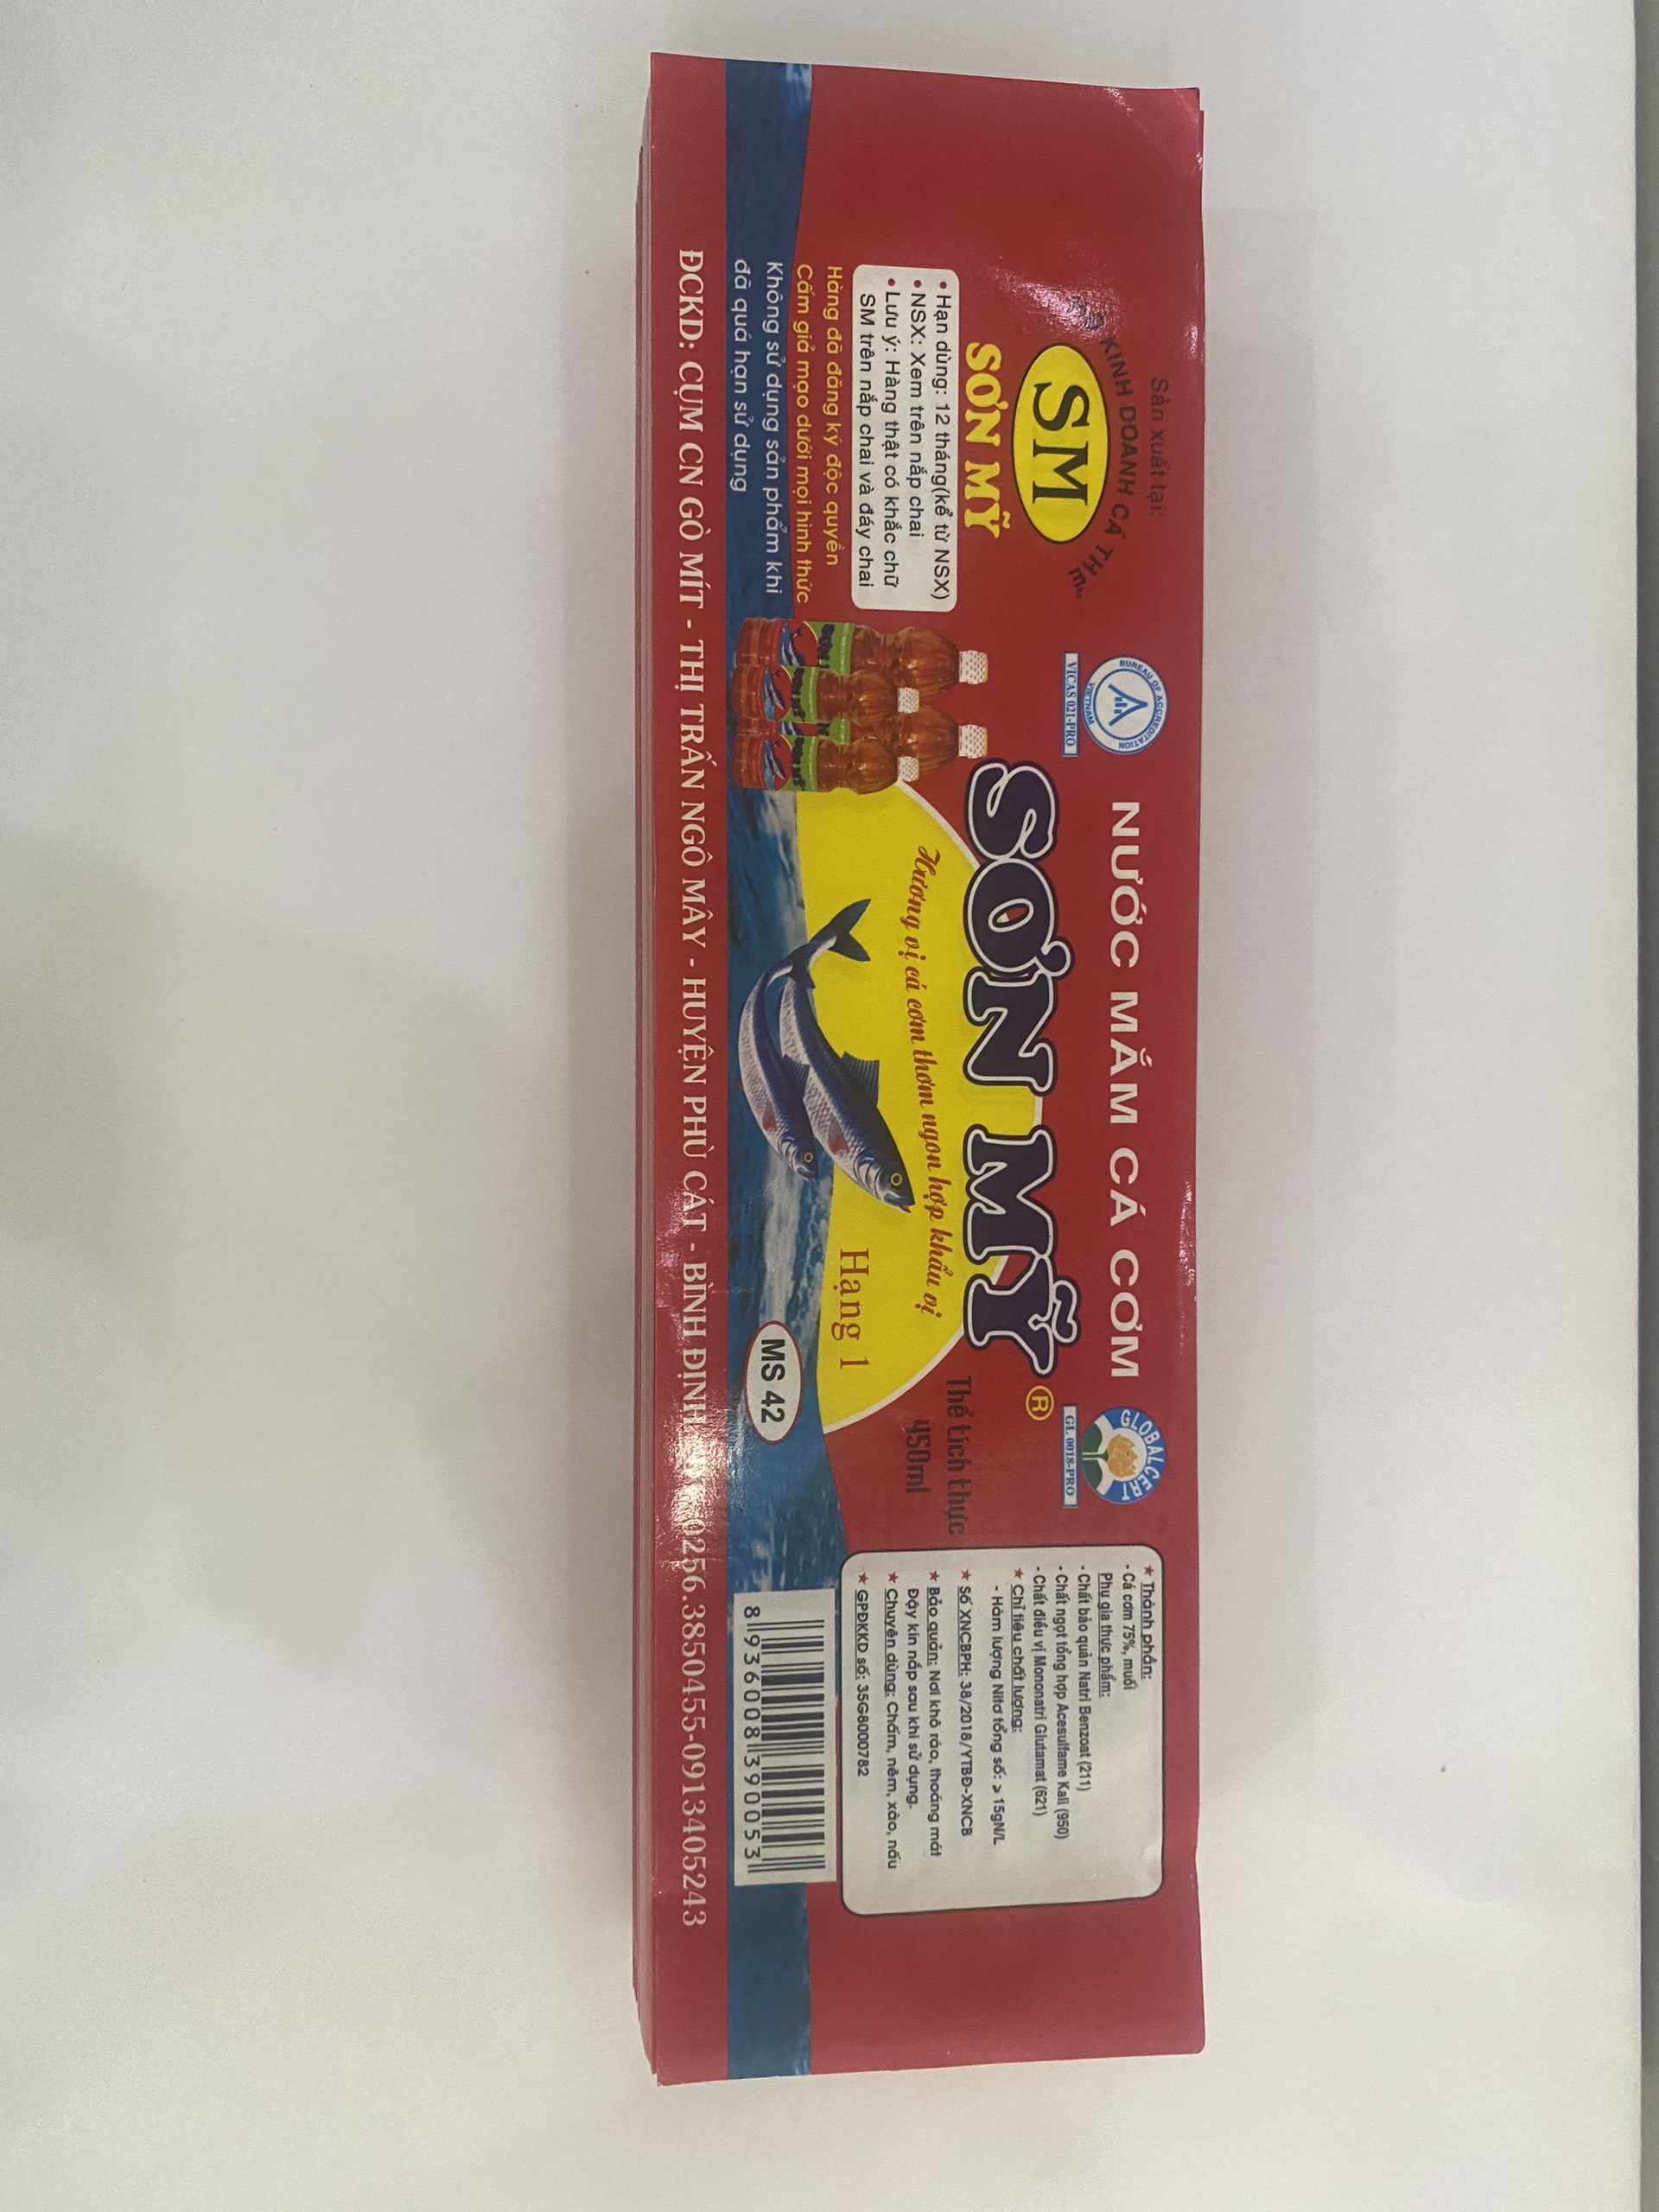 Sản xuất tại:
KINH DOANH CÁ THỂ
SM
SƠN MỸ
• Hạn dùng: 12 tháng(kể từ NSX)
• NSX: Xem trên nắp chai
• Lưu ý: Hàng thật có khắc chữ
SM trên nắp chai và đáy chai
Hàng đã đăng ký độc quyền
Cấm giả mạo dưới mọi hình thức
Không sử dụng sản phẩm khi
đã quá hạn sử dụng
BUREAU OF ACCREDITATION
VIETNAM
VICAS 021-PRO
NƯỚC MẮM CÁ CƠM
SƠN MỸ ®
Hương vị cá cơm thơm ngon hợp khẩu vị
Hạng 1
MS 42
GLOBALCERT
GL 0018-PRO
Thể tích thực
450ml
SƠN MỸ
SƠN MỸ
★ Thành phần:
- Cá cơm 75%, muối
Phụ gia thực phẩm:
- Chất bảo quản Natri Benzoat (211)
- Chất ngọt tổng hợp Acesulfame Kali (950)
- Chất điều vị Mononatri Glutamat (621)
★ Chỉ tiêu chất lượng:
- Hàm lượng Nitơ tổng số: ⩾ 15gN/L
★ Số XNCBPH: 38/2018/YTBĐ-XNCB
★ Bảo quản: Nơi khô ráo, thoáng mát
Đậy kín nắp sau khi sử dụng.
★ Chuyên dùng: Chấm, nêm, xào, nấu
★ GPĐKKD số: 35G8000782
8 936008 390053
ĐCKD: CỤM CN GÒ MÍT - THỊ TRẤN NGÔ MÂY - HUYỆN PHÙ CÁT - BÌNH ĐỊNH 0256.3850455-0913405243